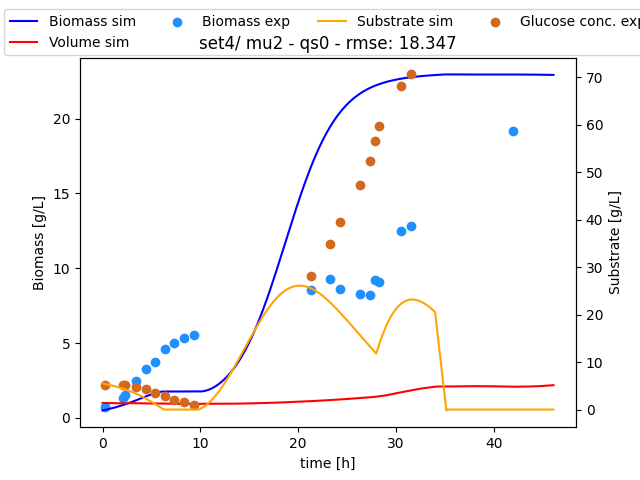 Biomass sim Biomass exp Substrate sim Glucose conc. exp
Volume sim
set4/ mu2 - qs0 - rmse: 18.347
Biomass [g/L]
20
15
10
5
0
70
60
50
40
30
20
10
0
Substrate [g/L]
0 10 20 30 40
time [h]